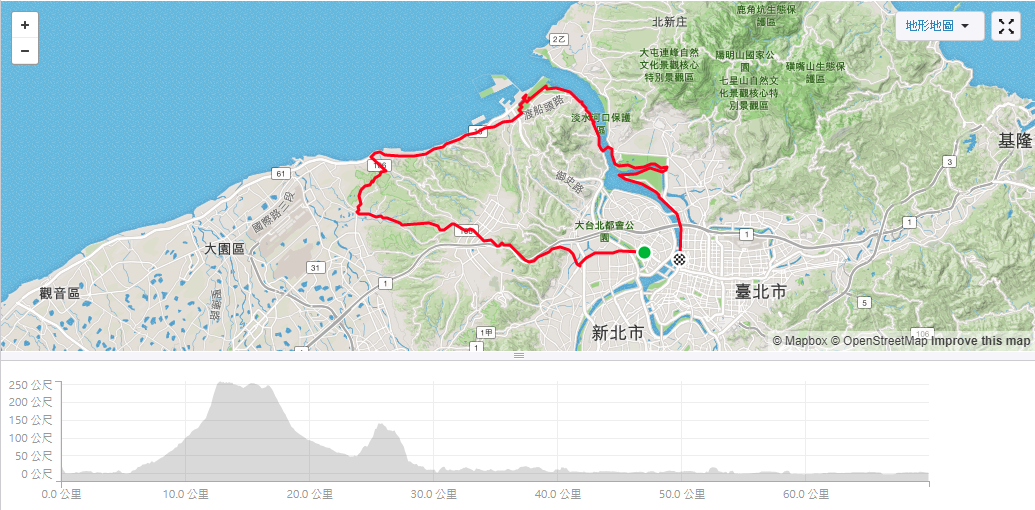 +
−
地形地圖
北新庄
鹿角坑生態保
護區
2乙
大屯連峰自然
文化景觀核心
特別景觀區
陽明山國家公
園
磺嘴山生態保
護區
七星山自然文
化景觀核心特
別景觀區
渡船頭路
淡水河口保護
區
15
基隆
106
3
61
御史路
國際路三段
大台北都會公
園
1
大園區
105
1
31
1
觀音區
臺北市
5
1甲
新北市
106
1
© Mapbox © OpenStreetMap Improve this map
250 公尺
200 公尺
150 公尺
100 公尺
50 公尺
0 公尺
0.0 公里
10.0 公里
20.0 公里
30.0 公里
40.0 公里
50.0 公里
60.0 公里